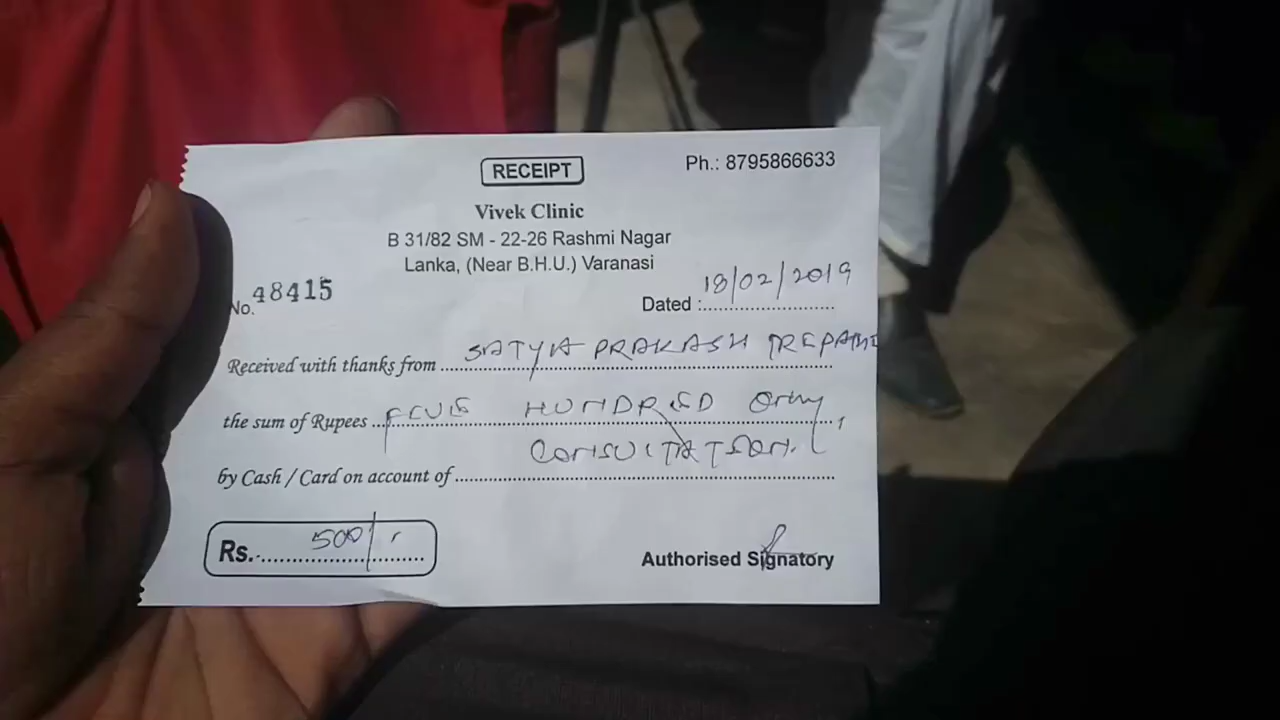 RECEIPT
Ph.: 8795866633
Vivek Clinic
B 31/82 SM - 22-26 Rashmi Nagar
Lanka, (Near B.H.U.) Varanasi
No. 48415
Dated : 18/02/2019
Received with thanks from SATYA PRAKASH TREPATHI
the sum of Rupees FIVE HUNDRED Only
CONSULTATION.
by Cash / Card on account of
Rs. 500/
Authorised Signatory